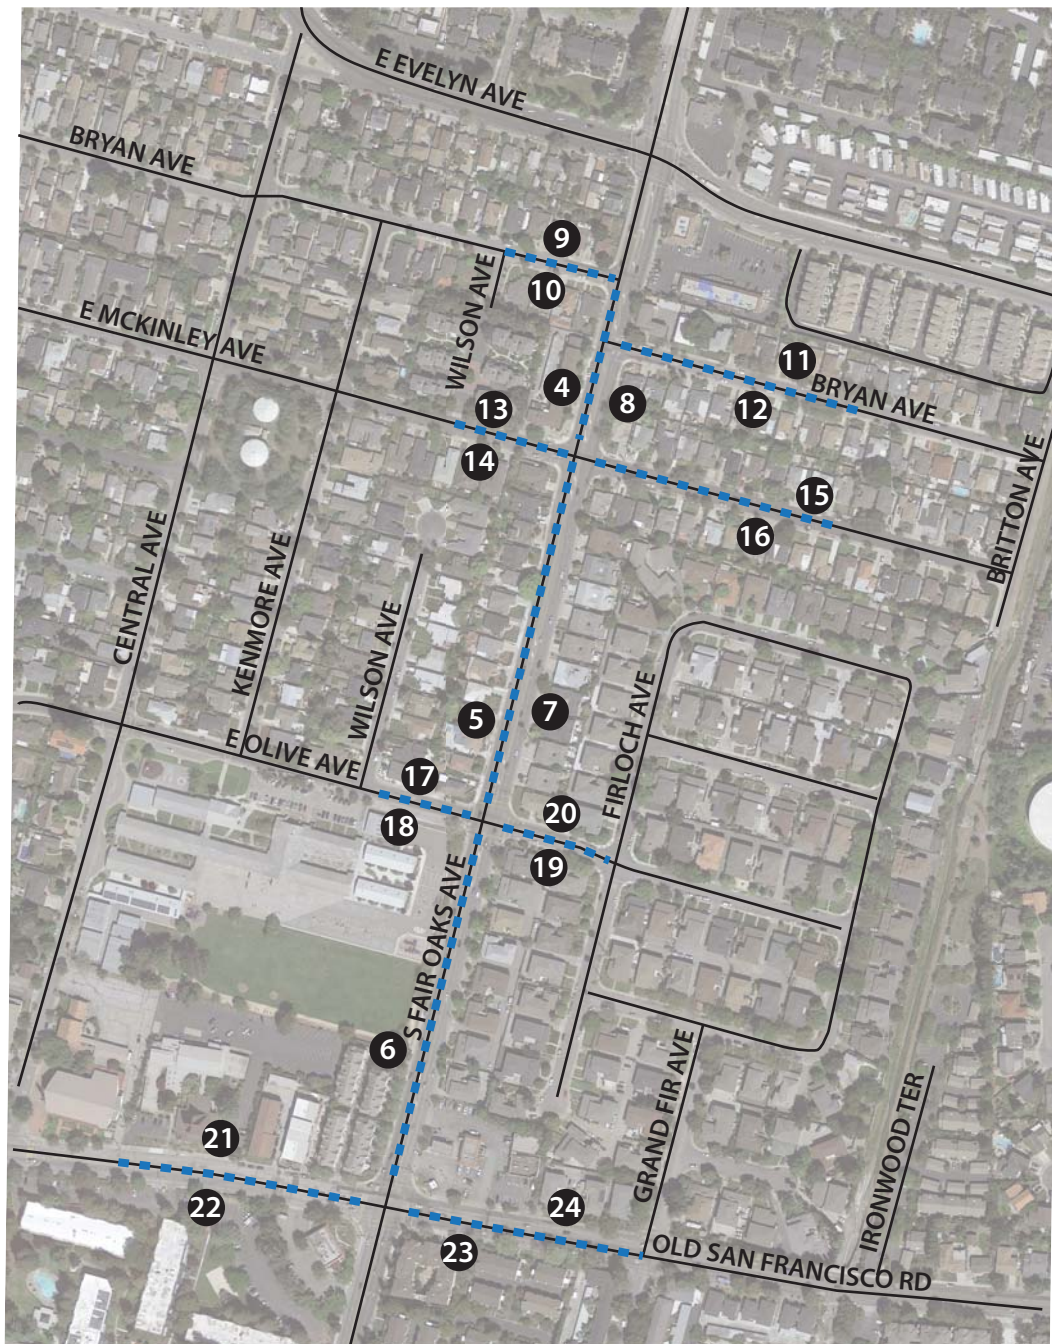 E EVELYN AVE
BRYAN AVE
9
WILSON AVE
10
E MCKINLEY AVE
11
BRYAN AVE
4
8
12
13
14
15
16
BRITTON AVE
CENTRAL AVE
KENMORE AVE
WILSON AVE
FIRLOCH AVE
5
7
E OLIVE AVE
17
18
20
19
S FAIR OAKS AVE
6
GRAND FIR AVE
IRONWOOD TER
21
22
24
23
OLD SAN FRANCISCO RD